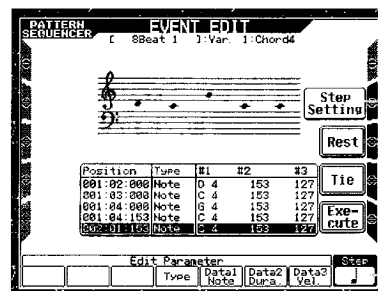 PATTERN SEQUENCER EVENT EDIT
[ 8Beat 1 ]:Var. 1:Chord4
Step Setting
Rest
Tie
Exe-cute
Position Type #1 #2 #3
001:02:000 Note D 4 153 127
001:03:000 Note C 4 153 127
001:04:000 Note G 4 153 127
001:04:153 Note C 4 153 127
002:01:153 Note C 4 153 127
Edit Parameter Step
Type Data1 Note Data2 Dura. Data3 Vel.